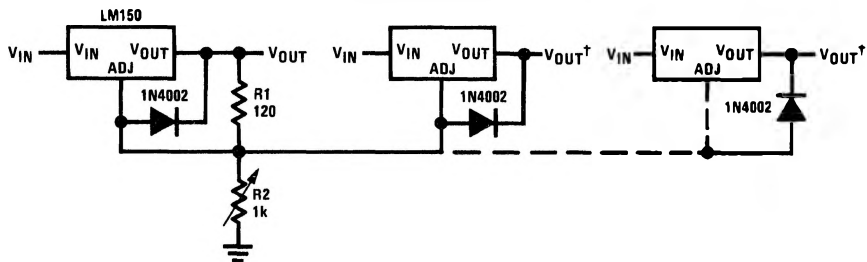 LM150
VIN
VIN
VOUT
ADJ
VOUT
1N4002
R1
120
R2
1k
VIN
VIN
VOUT
ADJ
VOUT†
1N4002
VIN
VIN
VOUT
ADJ
VOUT†
1N4002